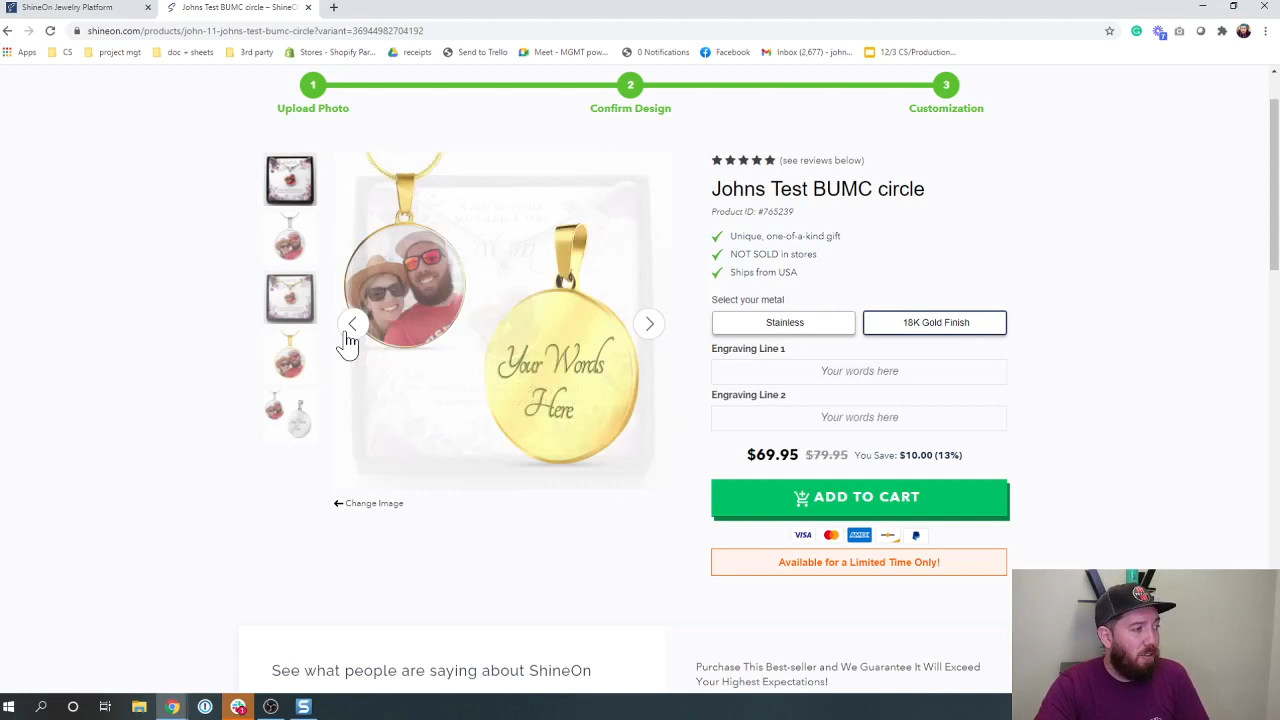 ShineOn Jewelry Platform
Johns Test BUMC circle – ShineOn
shineon.com/products/john-11-johns-test-bumc-circle?variant=36944982704192
Apps CS project mgt doc + sheets 3rd party Stores - Shopify Par... receipts Send to Trello Meet - MGMT pow... 0 Notifications Facebook Inbox (2,677) - john... 12/3 CS/Production...
1 2 3
Upload Photo Confirm Design Customization
(see reviews below)
Johns Test BUMC circle
Product ID: #765239
Unique, one-of-a-kind gift
NOT SOLD in stores
Ships from USA
Select your metal
Stainless 18K Gold Finish
Engraving Line 1
Your words here
Engraving Line 2
Your words here
Your Words
Here
$69.95 $79.95 You Save: $10.00 (13%)
ADD TO CART
Change Image
VISA
AMEX
Available for a Limited Time Only!
See what people are saying about ShineOn
Purchase This Best-seller and We Guarantee It Will Exceed
Your Highest Expectations!